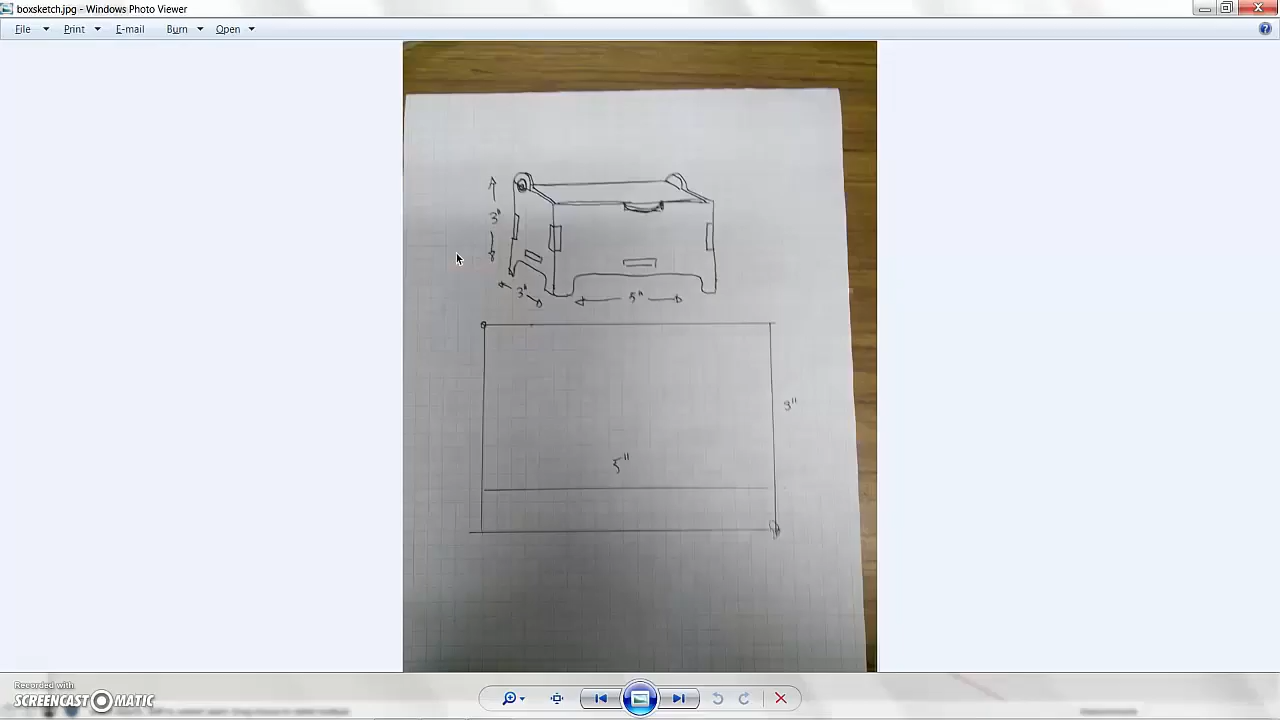 boxsketch.jpg - Windows Photo Viewer
File Print E-mail Burn Open
3"
3"
5"
3"
5"
Recorded with
SCREENCAST MATIC